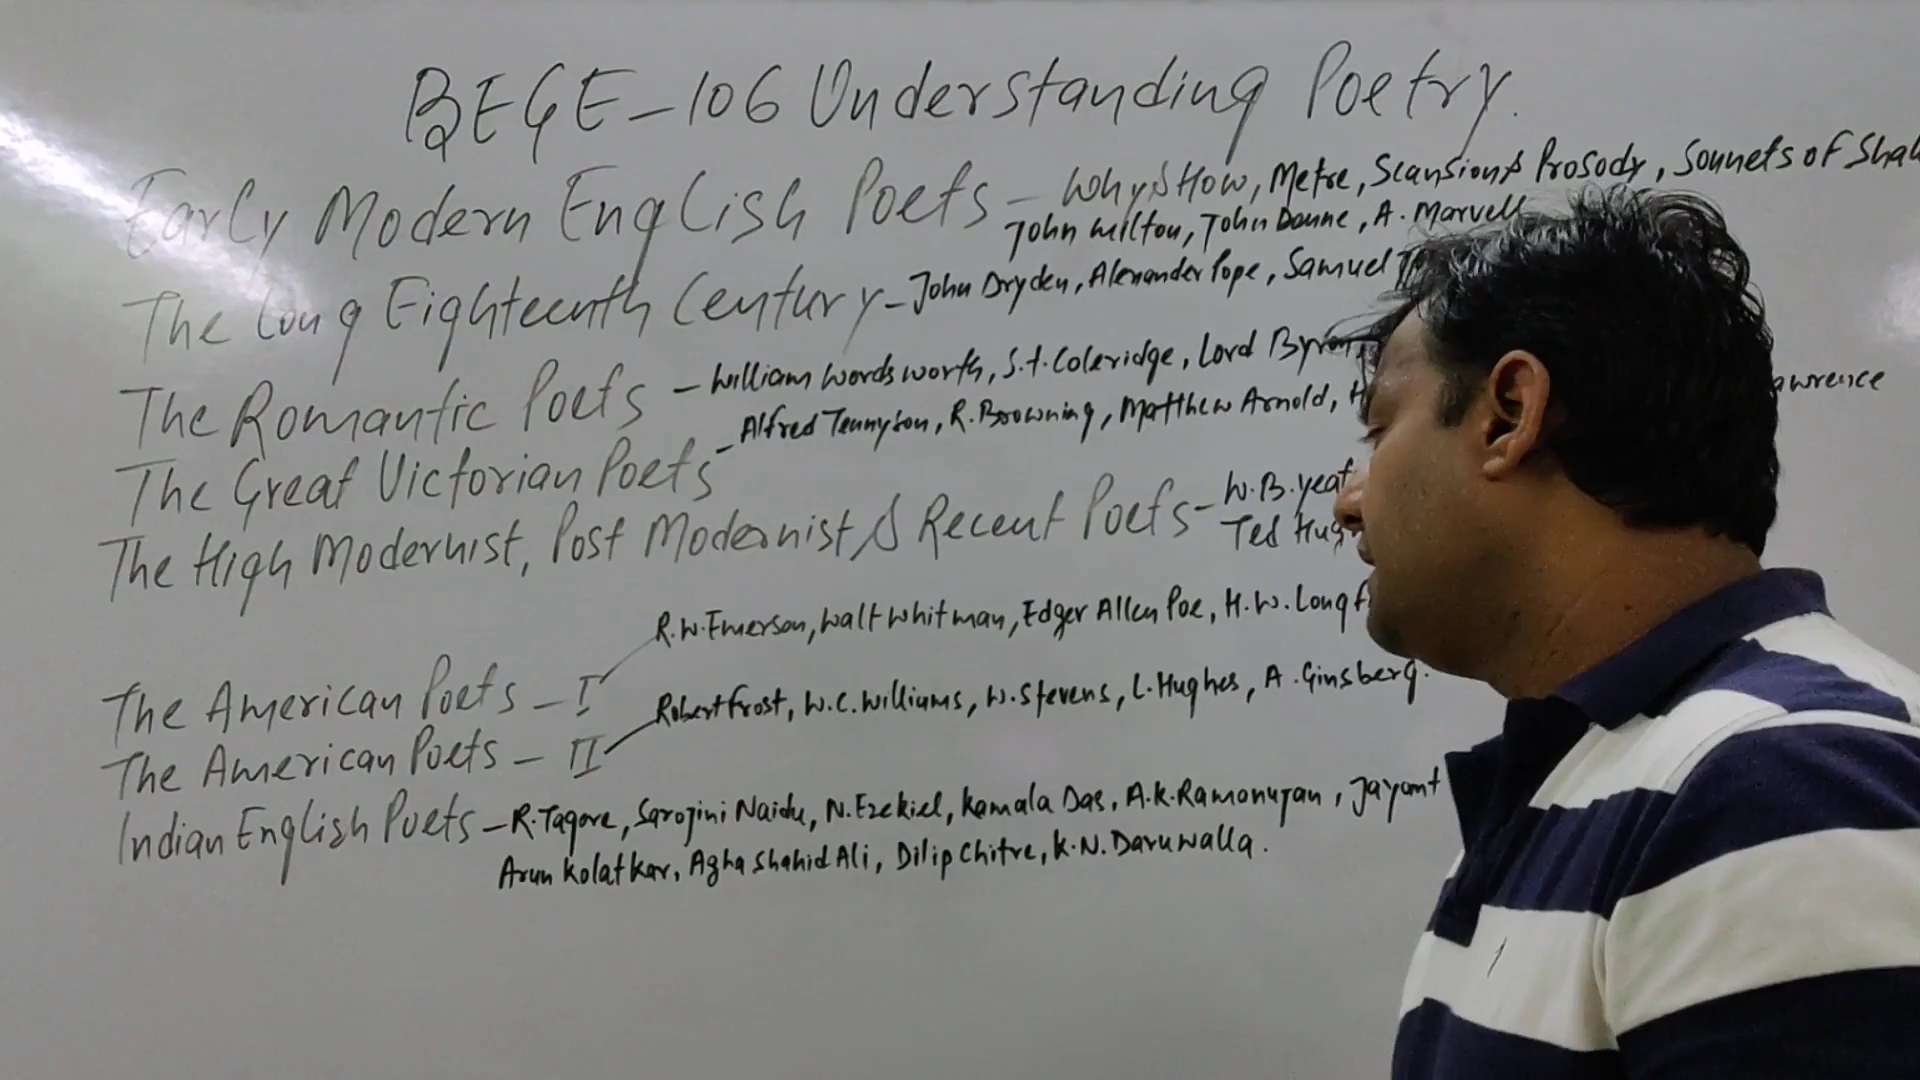 BEGE-106 Understanding Poetry.
Early Modern English Poets - Why & How, Metre, Scansion & Prosody, Sonnets of
John Milton, John Donne, A. Marvell
The Long Eighteenth Century - John Dryden, Alexander Pope, Samuel
The Romantic Poets - William Wordsworth, S.T. Coleridge, Lord Byron,
The Great Victorian Poets - Alfred Tennyson, R. Browning, Matthew Arnold,
The High Modernist, Post Modernist & Recent Poets - W.B. Yeat
Ted
R.W. Emerson, Walt Whitman, Edger Allen Poe, H.W.
The American Poets - I
Robert Frost, W.C. Williams, W. Stevens, L. Hughes, A. Ginsberg.
The American Poets - II
Indian English Poets - R. Tagore, Sarojini Naidu, N. Ezekiel, Kamala Das, A.K. Ramonujan, Jayant
Arun Kolatkar, Agha Shahid Ali, Dilip Chitre, K.N. Daruwalla.